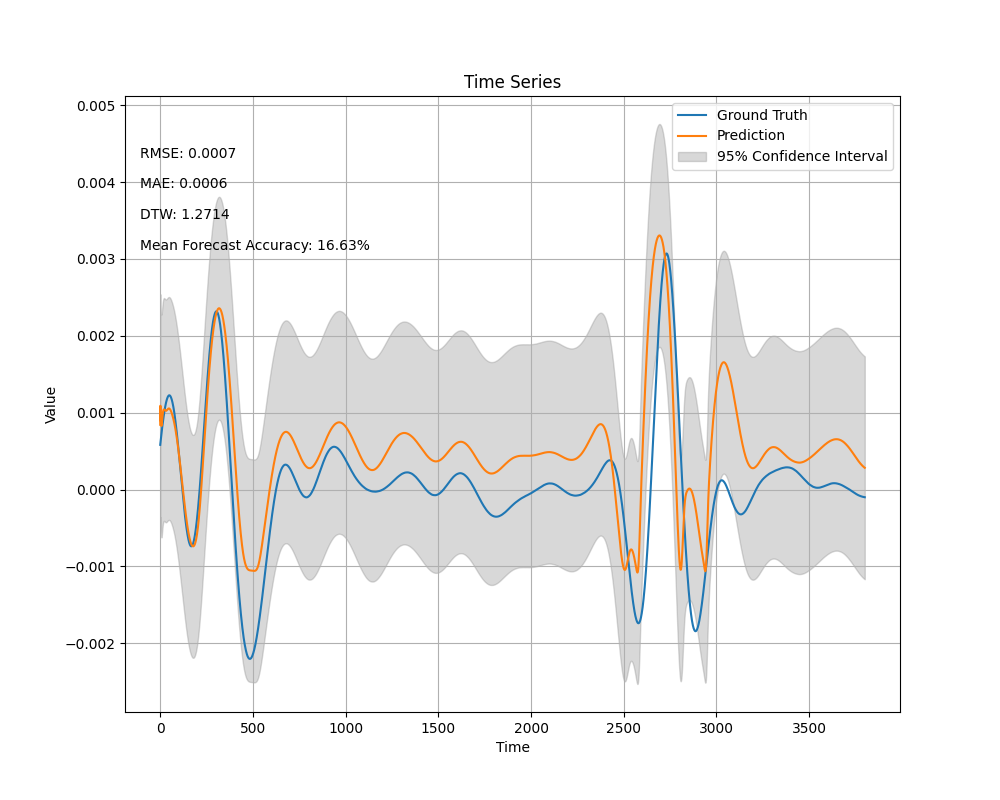 Time Series
Ground Truth
Prediction
95% Confidence Interval
RMSE: 0.0007
MAE: 0.0006
DTW: 1.2714
Mean Forecast Accuracy: 16.63%
Value
0.005
0.004
0.003
0.002
0.001
0.000
−0.001
−0.002
0 500 1000 1500 2000 2500 3000 3500
Time